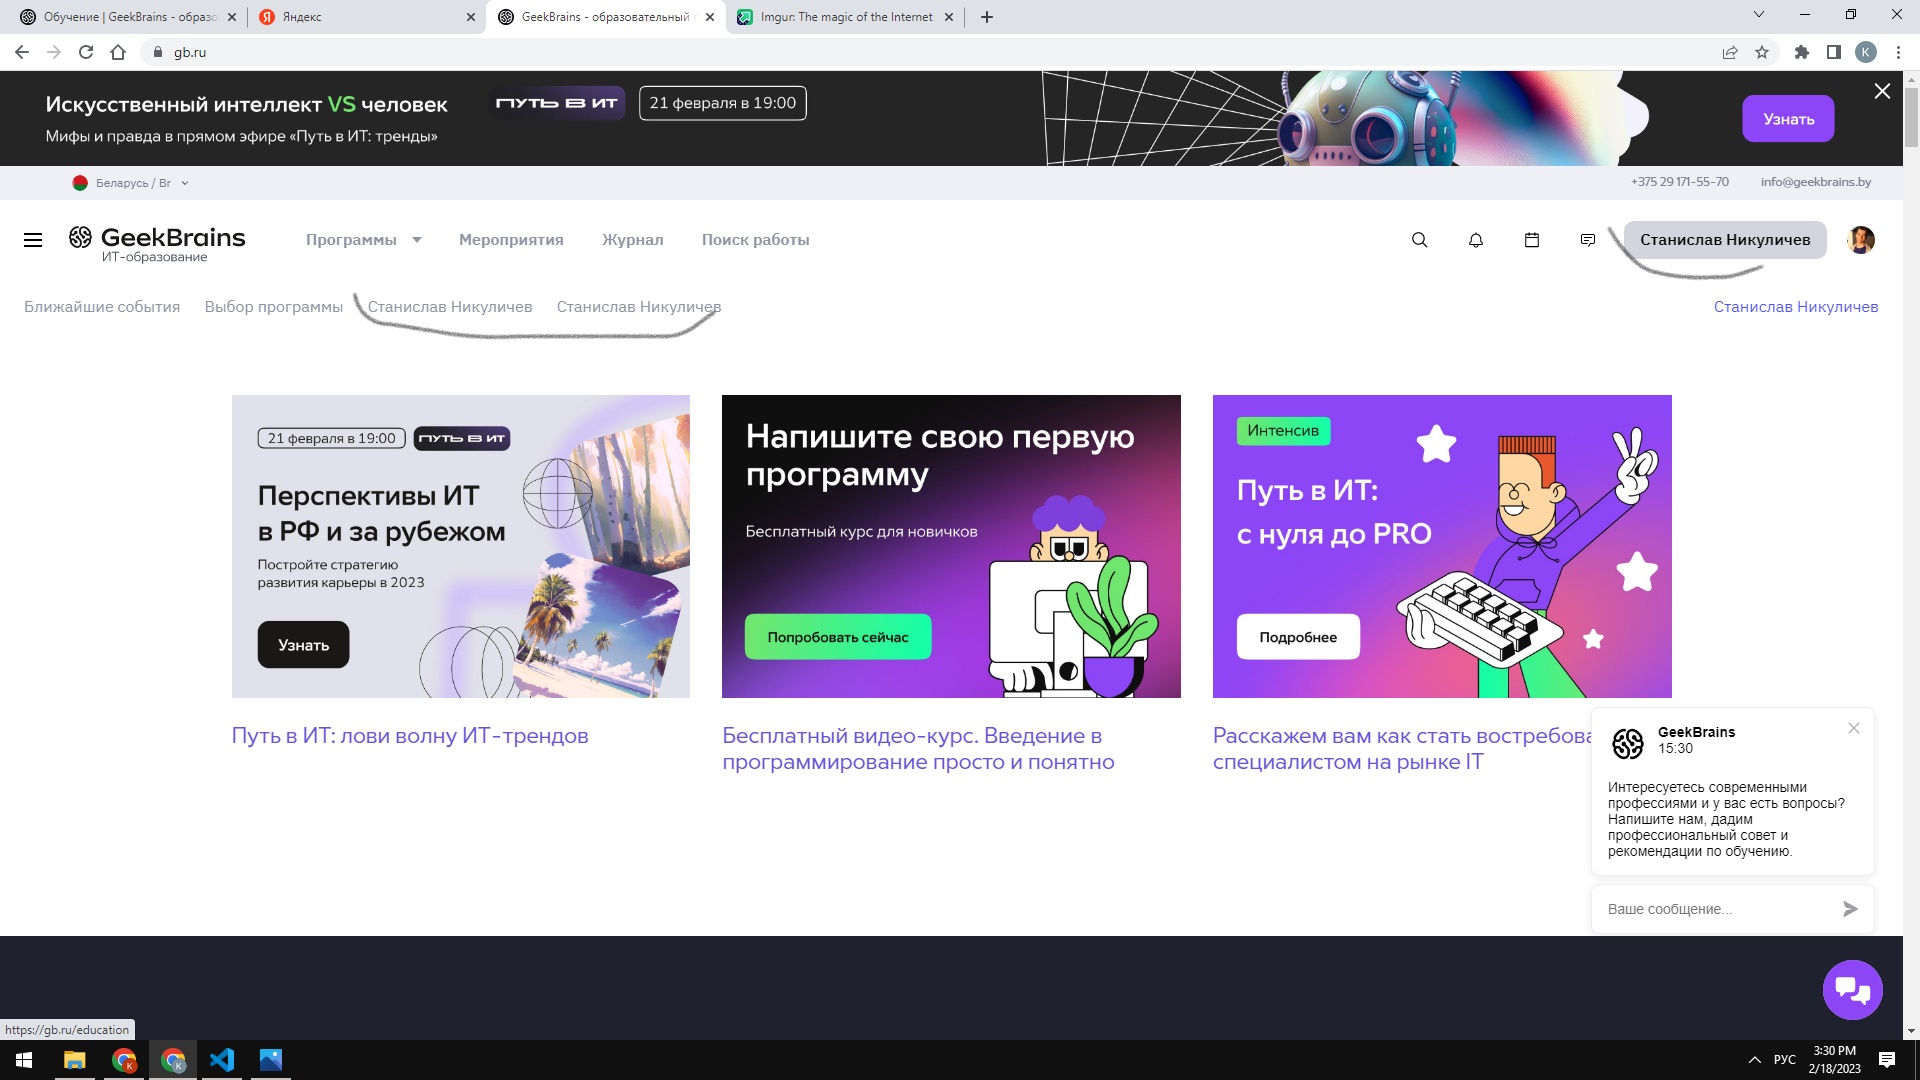 Обучение | GeekBrains - образо
Яндекс
GeekBrains - образовательный
Imgur: The magic of the Internet
gb.ru
K
Искусственный интеллект VS человек
ПУТЬ В ИТ
21 февраля в 19:00
Мифы и правда в прямом эфире «Путь в ИТ: тренды»
Узнать
Беларусь / Br
+375 29 171-55-70
info@geekbrains.by
GeekBrains
ИТ-образование
Программы
Мероприятия
Журнал
Поиск работы
Станислав Никуличев
Ближайшие события
Выбор программы
Станислав Никуличев
Станислав Никуличев
Станислав Никуличев
21 февраля в 19:00
ПУТЬ В ИТ
Перспективы ИТ
в РФ и за рубежом
Постройте стратегию
развития карьеры в 2023
Узнать
Напишите свою первую
программу
Бесплатный курс для новичков
Попробовать сейчас
Интенсив
Путь в ИТ:
с нуля до PRO
Подробнее
Путь в ИТ: лови волну ИТ-трендов
Бесплатный видео-курс. Введение в
программирование просто и понятно
Расскажем вам как стать востребова
специалистом на рынке IT
GeekBrains
15:30
Интересуетесь современными
профессиями и у вас есть вопросы?
Напишите нам, дадим
профессиональный совет и
рекомендации по обучению.
Ваше сообщение...
https://gb.ru/education
K
K
РУС
3:30 PM
2/18/2023